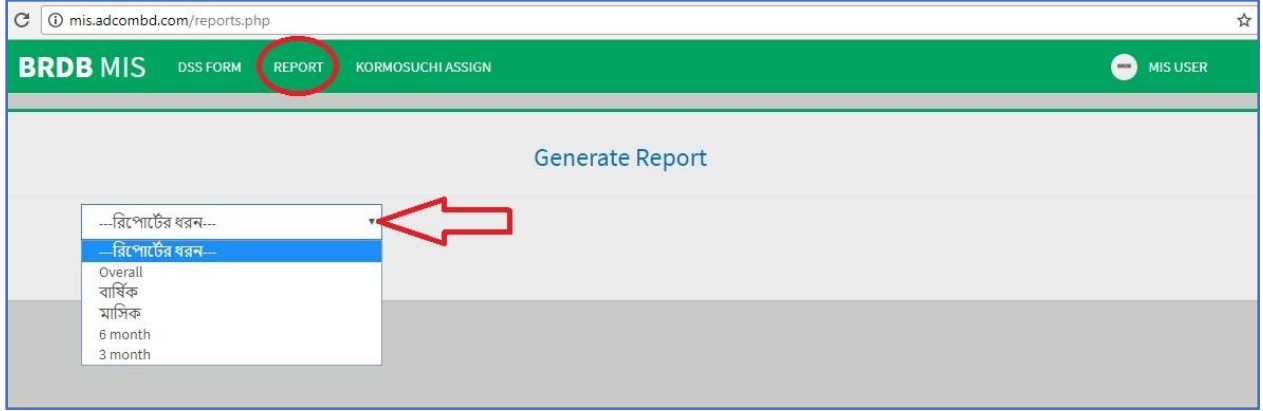 mis.adcombd.com/reports.php
BRDB MIS DSS FORM REPORT KORMOSUCHI ASSIGN MIS USER
Generate Report
---রিপোর্টের ধরন---
---রিপোর্টের ধরন---
Overall
বার্ষিক
মাসিক
6 month
3 month